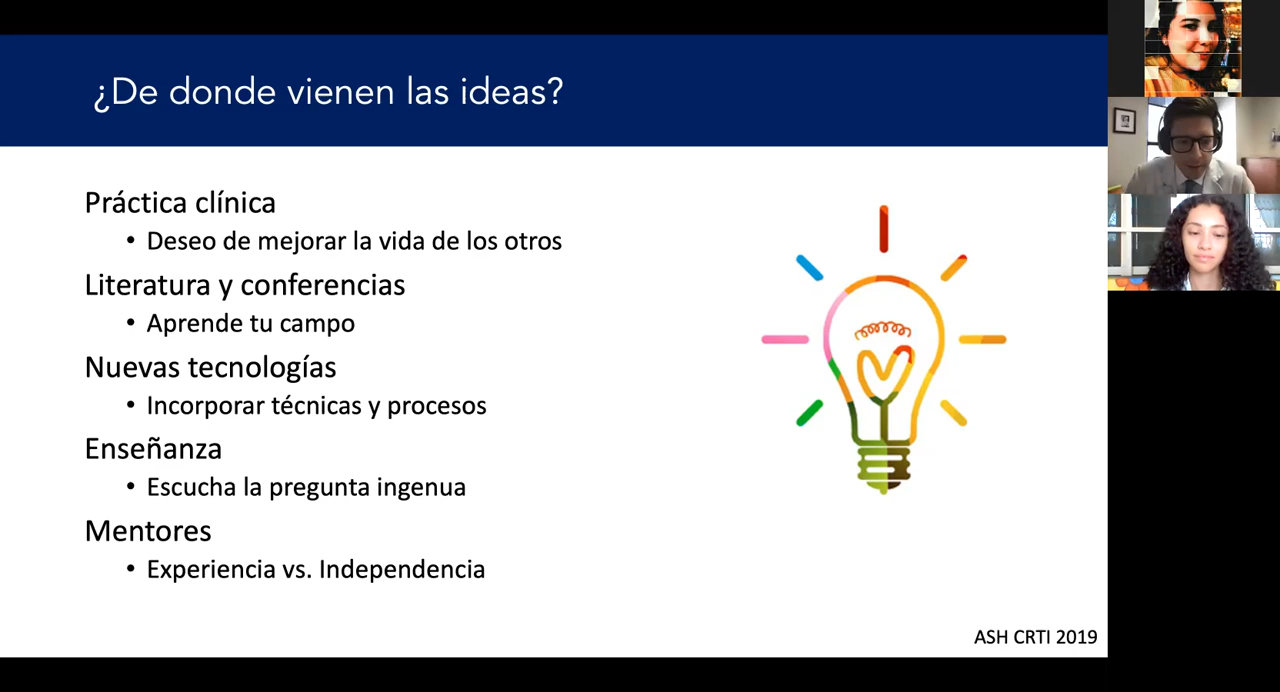 ¿De donde vienen las ideas?
Práctica clínica
• Deseo de mejorar la vida de los otros
Literatura y conferencias
• Aprende tu campo
Nuevas tecnologías
• Incorporar técnicas y procesos
Enseñanza
• Escucha la pregunta ingenua
Mentores
• Experiencia vs. Independencia
ASH CRTI 2019